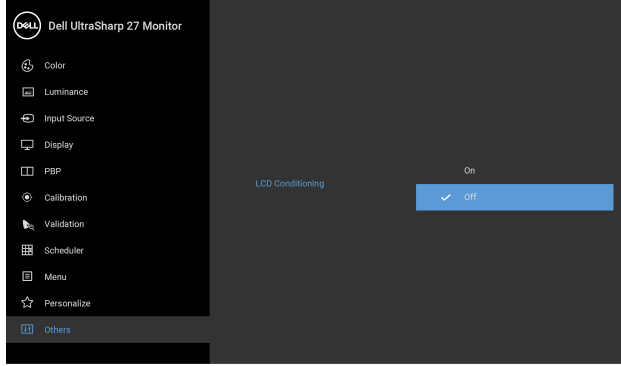 DELL
Dell UltraSharp 27 Monitor
Color
Luminance
Input Source
Display
PBP
Calibration
Validation
Scheduler
Menu
Personalize
Others
LCD Conditioning
On
Off